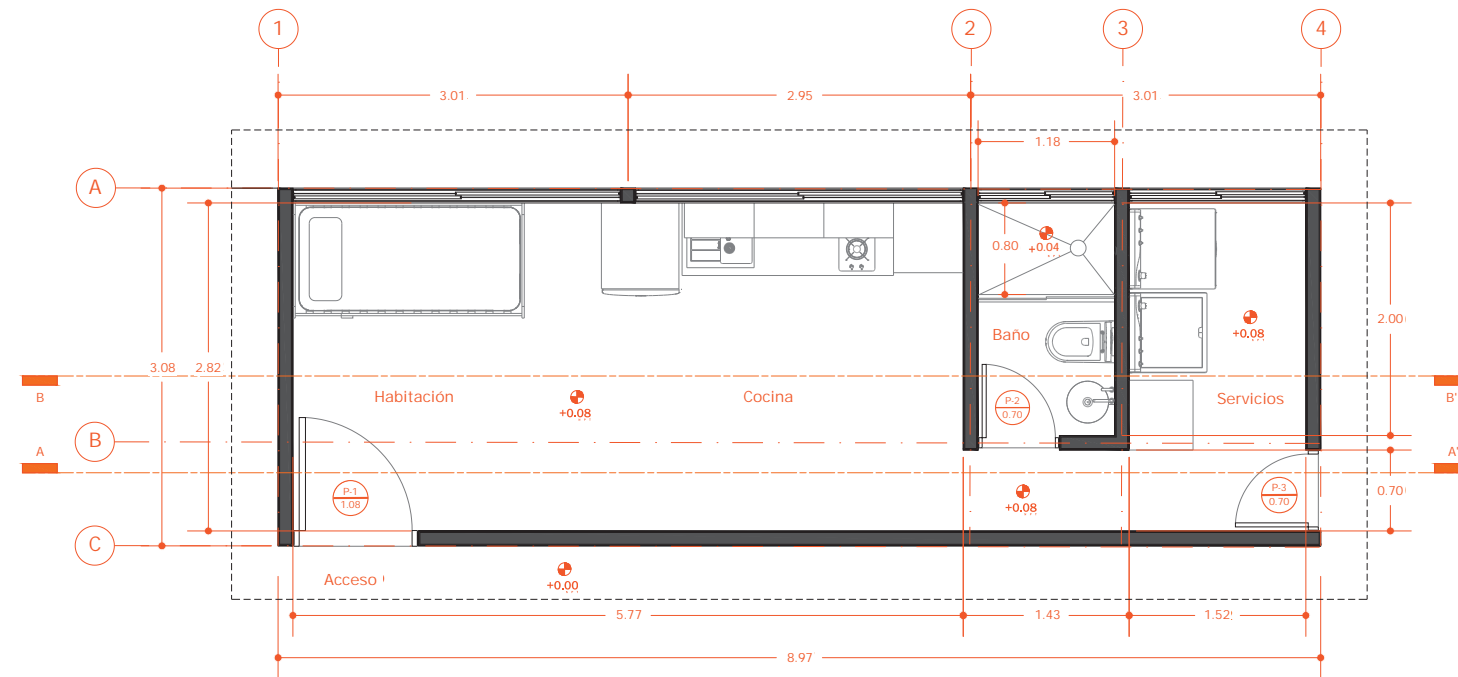 1
2
3
4
3.01
2.95
3.01
1.18
A
0.80
+0.04
Baño
+0.08
2.00
3.08
2.82
B
B'
Habitación
+0.08
Cocina
P-2
0.70
Servicios
B
A
A'
P-1
1.08
+0.08
P-3
0.70
0.70
C
Acceso
+0.00
5.77
1.43
1.52
8.97